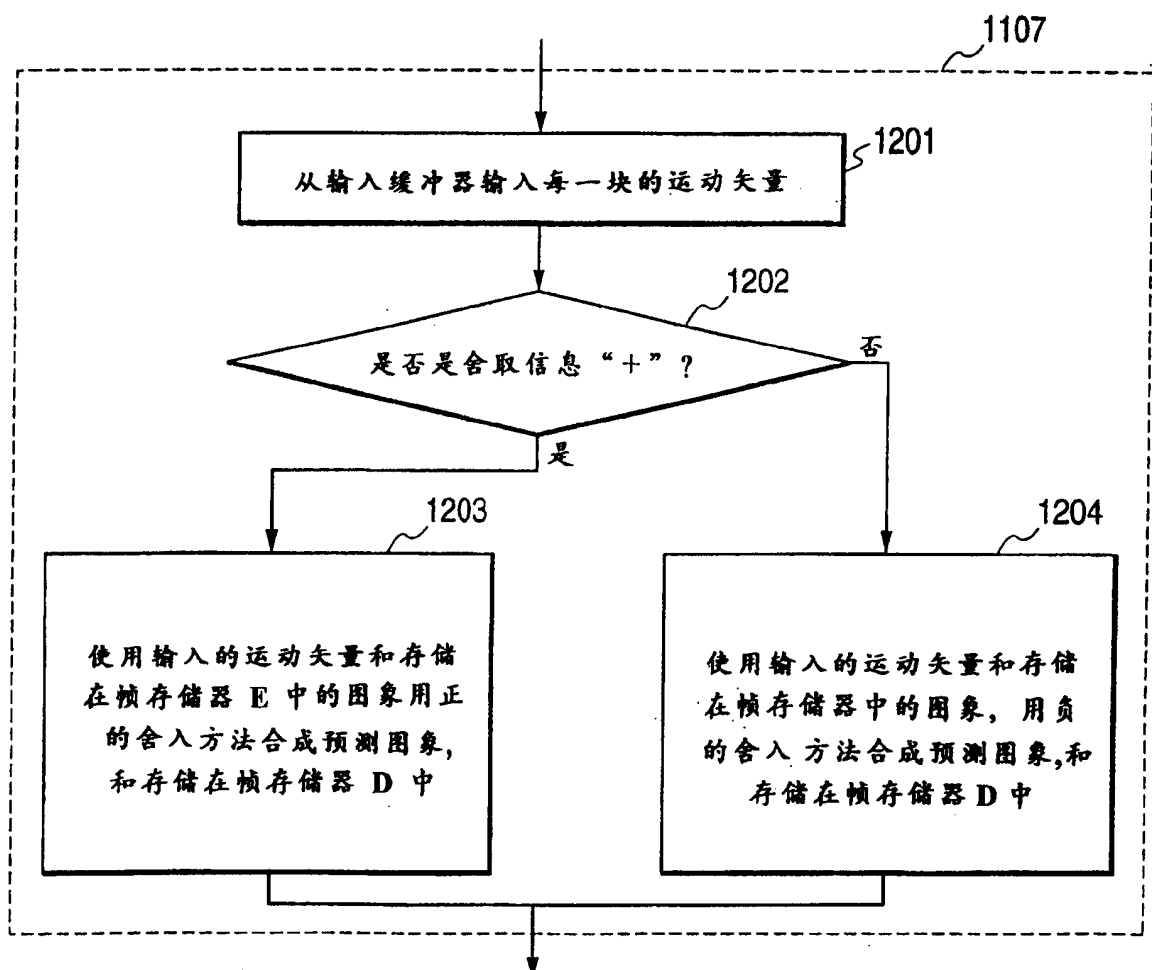 1107
1201
从输入缓冲器输入每一块的运动矢量
1202
是否是舍取信息“+”?
否
是
1203
使用输入的运动矢量和存储
在帧存储器 E 中的图象用正
的舍入方法合成预测图象,
和存储在帧存储器 D 中
1204
使用输入的运动矢量和存储
在帧存储器中的图象, 用负
的舍入方法合成预测图象,和
存储在帧存储器 D 中